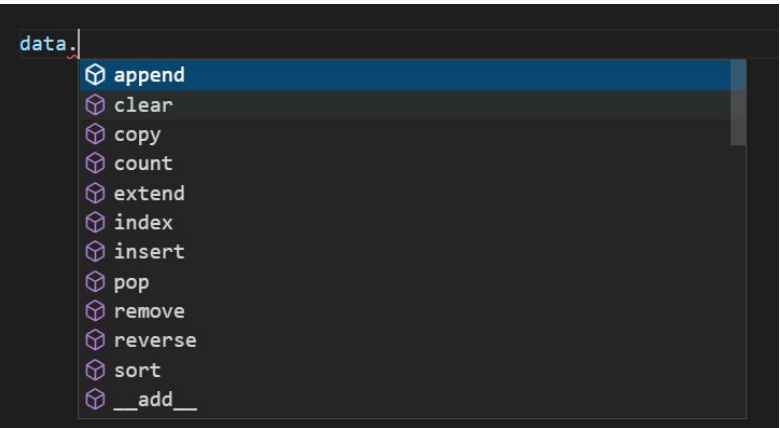 data.
append
clear
copy
count
extend
index
insert
pop
remove
reverse
sort
__add__